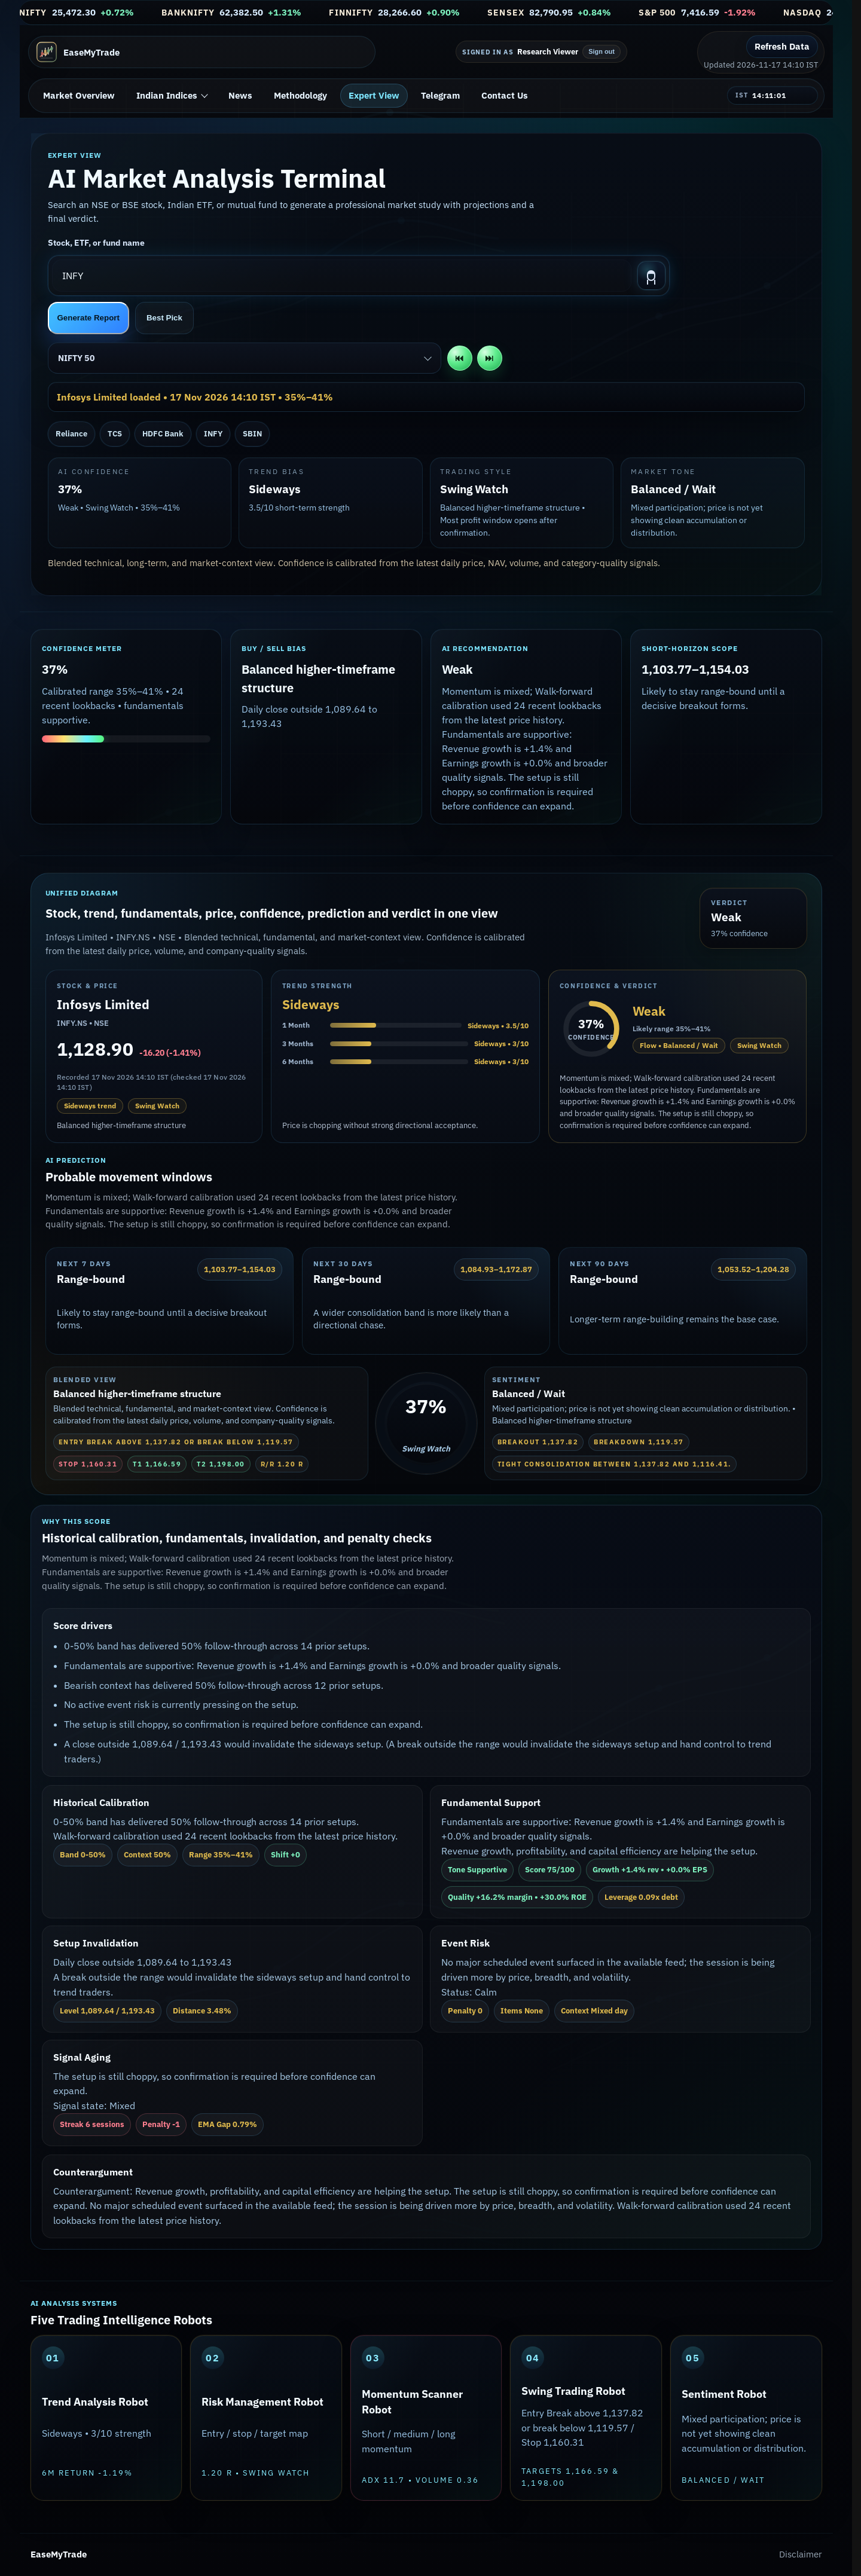 NIFTY 25,472.30 +0.72% BANKNIFTY 62,382.50 +1.31% FINNIFTY 28,266.60 +0.90% SENSEX 82,790.95 +0.84% S&P 500 7,416.59 -1.92% NASDAQ
EaseMyTrade
SIGNED IN AS Research Viewer Sign out
Refresh Data
Updated 2026-11-17 14:10 IST
Market Overview Indian Indices News Methodology Expert View Telegram Contact Us
IST 14:11:01
EXPERT VIEW
AI Market Analysis Terminal
Search an NSE or BSE stock, Indian ETF, or mutual fund to generate a professional market study with projections and a
final verdict.
Stock, ETF, or fund name
INFY
Generate Report Best Pick
NIFTY 50
Infosys Limited loaded • 17 Nov 2026 14:10 IST • 35%–41%
Reliance TCS HDFC Bank INFY SBIN
AI CONFIDENCE
37%
Weak • Swing Watch • 35%–41%
TREND BIAS
Sideways
3.5/10 short-term strength
TRADING STYLE
Swing Watch
Balanced higher-timeframe structure •
Most profit window opens after
confirmation.
MARKET TONE
Balanced / Wait
Mixed participation; price is not yet
showing clean accumulation or
distribution.
Blended technical, long-term, and market-context view. Confidence is calibrated from the latest daily price, NAV, volume, and category-quality signals.
CONFIDENCE METER
37%
Calibrated range 35%–41% • 24
recent lookbacks • fundamentals
supportive.
BUY / SELL BIAS
Balanced higher-timeframe
structure
Daily close outside 1,089.64 to
1,193.43
AI RECOMMENDATION
Weak
Momentum is mixed; Walk-forward
calibration used 24 recent lookbacks
from the latest price history.
Fundamentals are supportive:
Revenue growth is +1.4% and
Earnings growth is +0.0% and broader
quality signals. The setup is still
choppy, so confirmation is required
before confidence can expand.
SHORT-HORIZON SCOPE
1,103.77–1,154.03
Likely to stay range-bound until a
decisive breakout forms.
UNIFIED DIAGRAM
Stock, trend, fundamentals, price, confidence, prediction and verdict in one view
Infosys Limited • INFY.NS • NSE • Blended technical, fundamental, and market-context view. Confidence is calibrated
from the latest daily price, volume, and company-quality signals.
VERDICT
Weak
37% confidence
STOCK & PRICE
Infosys Limited
INFY.NS • NSE
1,128.90 -16.20 (-1.41%)
Recorded 17 Nov 2026 14:10 IST (checked 17 Nov 2026
14:10 IST)
Sideways trend Swing Watch
Balanced higher-timeframe structure
TREND STRENGTH
Sideways
1 Month Sideways • 3.5/10
3 Months Sideways • 3/10
6 Months Sideways • 3/10
Price is chopping without strong directional acceptance.
CONFIDENCE & VERDICT
37%
CONFIDENCE
Weak
Likely range 35%–41%
Flow • Balanced / Wait Swing Watch
Momentum is mixed; Walk-forward calibration used 24 recent
lookbacks from the latest price history. Fundamentals are
supportive: Revenue growth is +1.4% and Earnings growth is +0.0%
and broader quality signals. The setup is still choppy, so
confirmation is required before confidence can expand.
AI PREDICTION
Probable movement windows
Momentum is mixed; Walk-forward calibration used 24 recent lookbacks from the latest price history.
Fundamentals are supportive: Revenue growth is +1.4% and Earnings growth is +0.0% and broader
quality signals. The setup is still choppy, so confirmation is required before confidence can expand.
NEXT 7 DAYS
Range-bound
1,103.77–1,154.03
Likely to stay range-bound until a decisive breakout
forms.
NEXT 30 DAYS
Range-bound
1,084.93–1,172.87
A wider consolidation band is more likely than a
directional chase.
NEXT 90 DAYS
Range-bound
1,053.52–1,204.28
Longer-term range-building remains the base case.
BLENDED VIEW
Balanced higher-timeframe structure
Blended technical, fundamental, and market-context view. Confidence is
calibrated from the latest daily price, volume, and company-quality signals.
ENTRY BREAK ABOVE 1,137.82 OR BREAK BELOW 1,119.57
STOP 1,160.31 T1 1,166.59 T2 1,198.00 R/R 1.20 R
37%
Swing Watch
SENTIMENT
Balanced / Wait
Mixed participation; price is not yet showing clean accumulation or distribution. •
Balanced higher-timeframe structure
BREAKOUT 1,137.82 BREAKDOWN 1,119.57
TIGHT CONSOLIDATION BETWEEN 1,137.82 AND 1,116.41.
WHY THIS SCORE
Historical calibration, fundamentals, invalidation, and penalty checks
Momentum is mixed; Walk-forward calibration used 24 recent lookbacks from the latest price history.
Fundamentals are supportive: Revenue growth is +1.4% and Earnings growth is +0.0% and broader
quality signals. The setup is still choppy, so confirmation is required before confidence can expand.
Score drivers
• 0-50% band has delivered 50% follow-through across 14 prior setups.
• Fundamentals are supportive: Revenue growth is +1.4% and Earnings growth is +0.0% and broader quality signals.
• Bearish context has delivered 50% follow-through across 12 prior setups.
• No active event risk is currently pressing on the setup.
• The setup is still choppy, so confirmation is required before confidence can expand.
• A close outside 1,089.64 / 1,193.43 would invalidate the sideways setup. (A break outside the range would invalidate the sideways setup and hand control to trend
traders.)
Historical Calibration
0-50% band has delivered 50% follow-through across 14 prior setups.
Walk-forward calibration used 24 recent lookbacks from the latest price history.
Band 0-50% Context 50% Range 35%–41% Shift +0
Fundamental Support
Fundamentals are supportive: Revenue growth is +1.4% and Earnings growth is
+0.0% and broader quality signals.
Revenue growth, profitability, and capital efficiency are helping the setup.
Tone Supportive Score 75/100 Growth +1.4% rev • +0.0% EPS
Quality +16.2% margin • +30.0% ROE Leverage 0.09x debt
Setup Invalidation
Daily close outside 1,089.64 to 1,193.43
A break outside the range would invalidate the sideways setup and hand control to
trend traders.
Level 1,089.64 / 1,193.43 Distance 3.48%
Event Risk
No major scheduled event surfaced in the available feed; the session is being
driven more by price, breadth, and volatility.
Status: Calm
Penalty 0 Items None Context Mixed day
Signal Aging
The setup is still choppy, so confirmation is required before confidence can
expand.
Signal state: Mixed
Streak 6 sessions Penalty -1 EMA Gap 0.79%
Counterargument
Counterargument: Revenue growth, profitability, and capital efficiency are helping the setup. The setup is still choppy, so confirmation is required before confidence can
expand. No major scheduled event surfaced in the available feed; the session is being driven more by price, breadth, and volatility. Walk-forward calibration used 24 recent
lookbacks from the latest price history.
AI ANALYSIS SYSTEMS
Five Trading Intelligence Robots
01
Trend Analysis Robot
Sideways • 3/10 strength
6M RETURN -1.19%
02
Risk Management Robot
Entry / stop / target map
1.20 R • SWING WATCH
03
Momentum Scanner
Robot
Short / medium / long
momentum
ADX 11.7 • VOLUME 0.36
04
Swing Trading Robot
Entry Break above 1,137.82
or break below 1,119.57 /
Stop 1,160.31
TARGETS 1,166.59 &
1,198.00
05
Sentiment Robot
Mixed participation; price is
not yet showing clean
accumulation or distribution.
BALANCED / WAIT
EaseMyTrade
Disclaimer